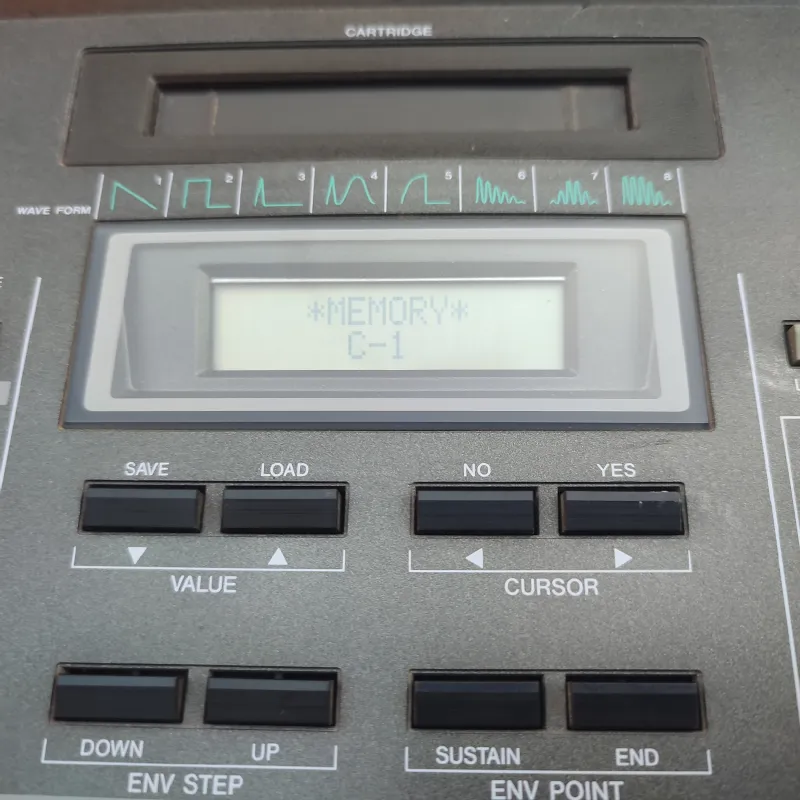 CARTRIDGE
WAVE FORM 1 2 3 4 5 6 7 8
*MEMORY*
C-1
SAVE LOAD NO YES
VALUE CURSOR
DOWN UP SUSTAIN END
ENV STEP ENV POINT